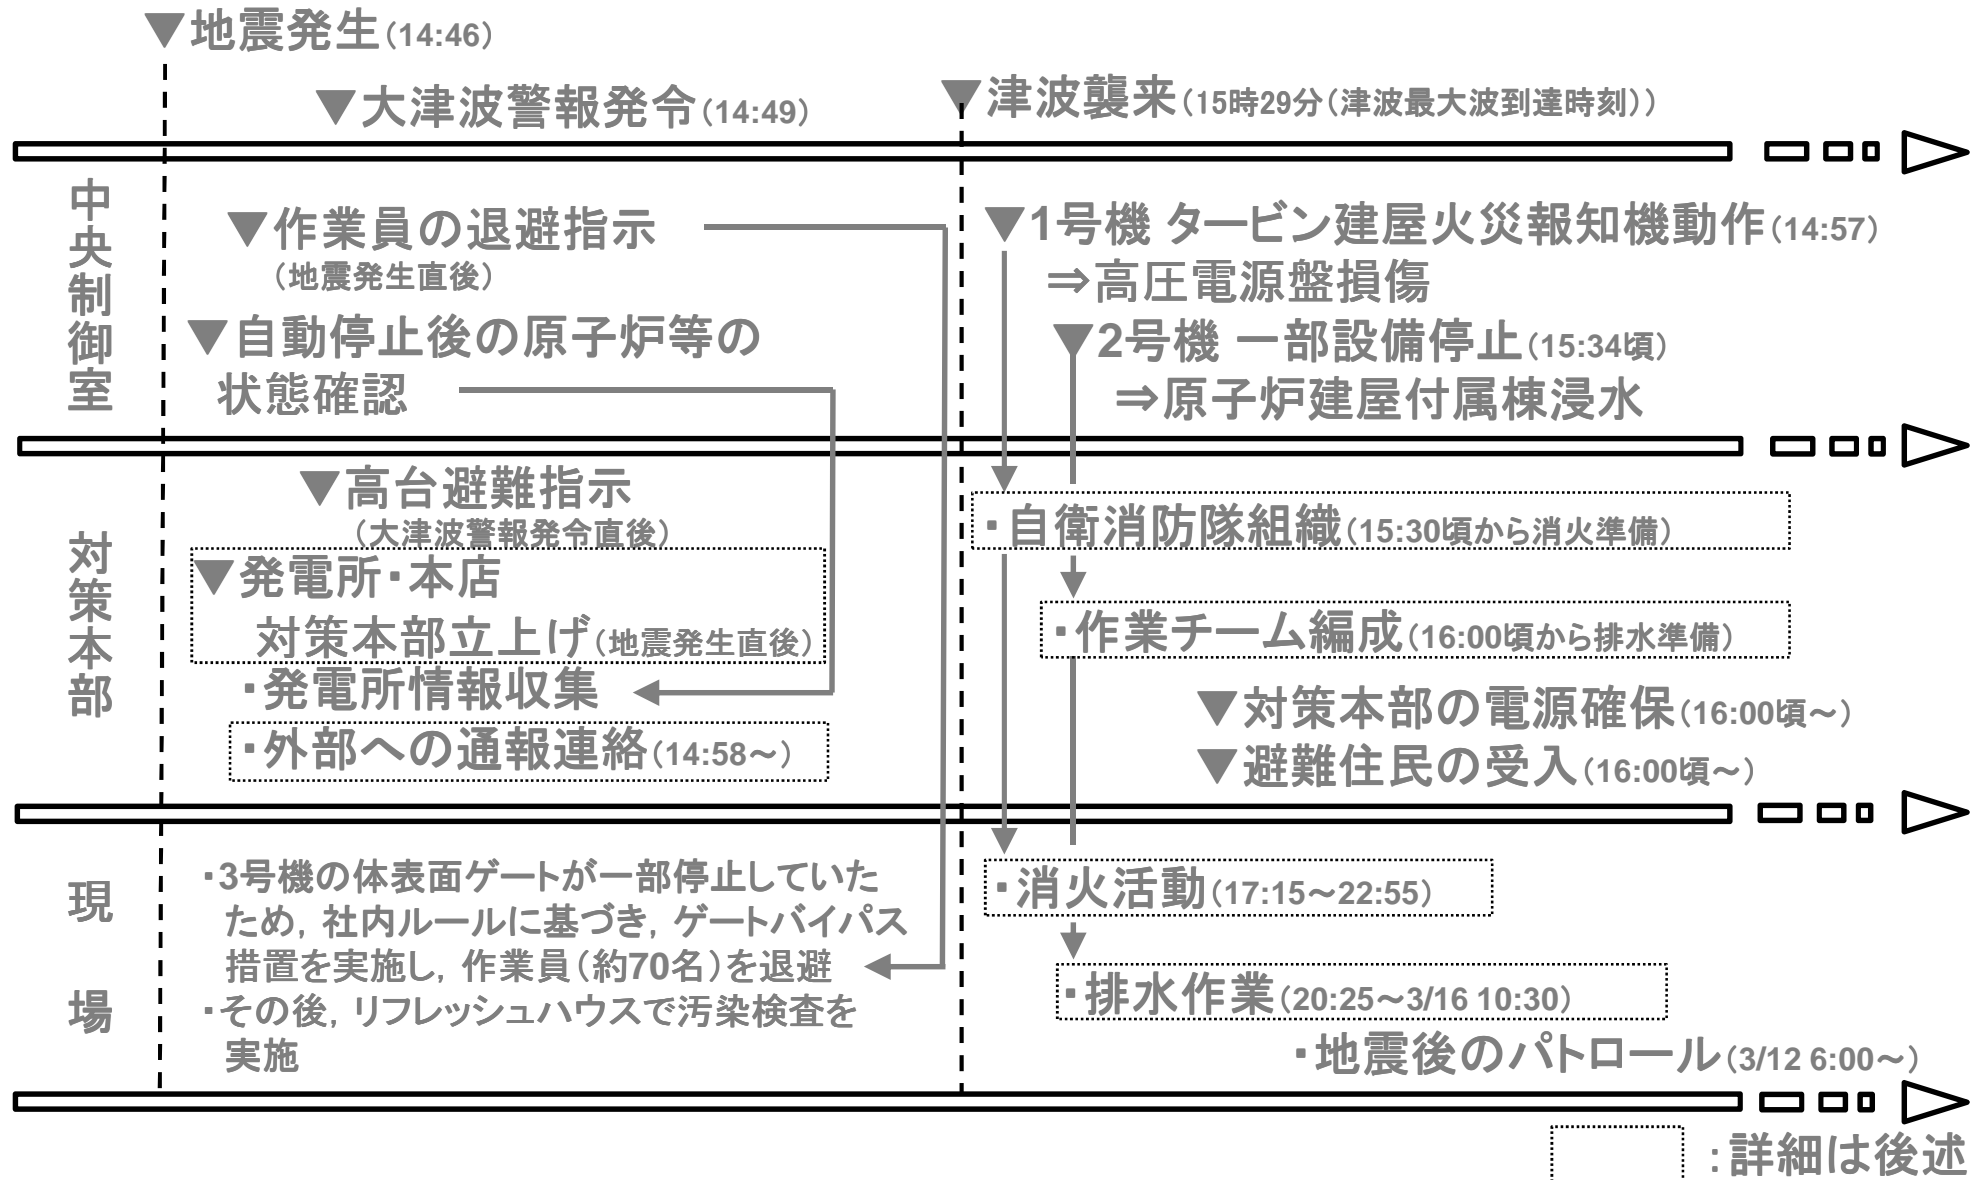 ▼地震発生(14:46)
▼大津波警報発令(14:49)
▼津波襲来(15時29分(津波最大波到達時刻))
中央制御室
▼作業員の退避指示
(地震発生直後)
▼自動停止後の原子炉等の
状態確認
▼1号機 タービン建屋火災報知機動作(14:57)
⇒高圧電源盤損傷
▼2号機 一部設備停止(15:34頃)
⇒原子炉建屋付属棟浸水
対策本部
▼高台避難指示
(大津波警報発令直後)
▼発電所・本店
対策本部立上げ(地震発生直後)
・発電所情報収集
・外部への通報連絡(14:58～)
・自衛消防隊組織(15:30頃から消火準備)
・作業チーム編成(16:00頃から排水準備)
▼対策本部の電源確保(16:00頃～)
▼避難住民の受入(16:00頃～)
現場
・3号機の体表面ゲートが一部停止していた
ため，社内ルールに基づき，ゲートバイパス
措置を実施し，作業員(約70名)を退避
・その後，リフレッシュハウスで汚染検査を
実施
・消火活動(17:15～22:55)
・排水作業(20:25～3/16 10:30)
・地震後のパトロール(3/12 6:00～)
：詳細は後述